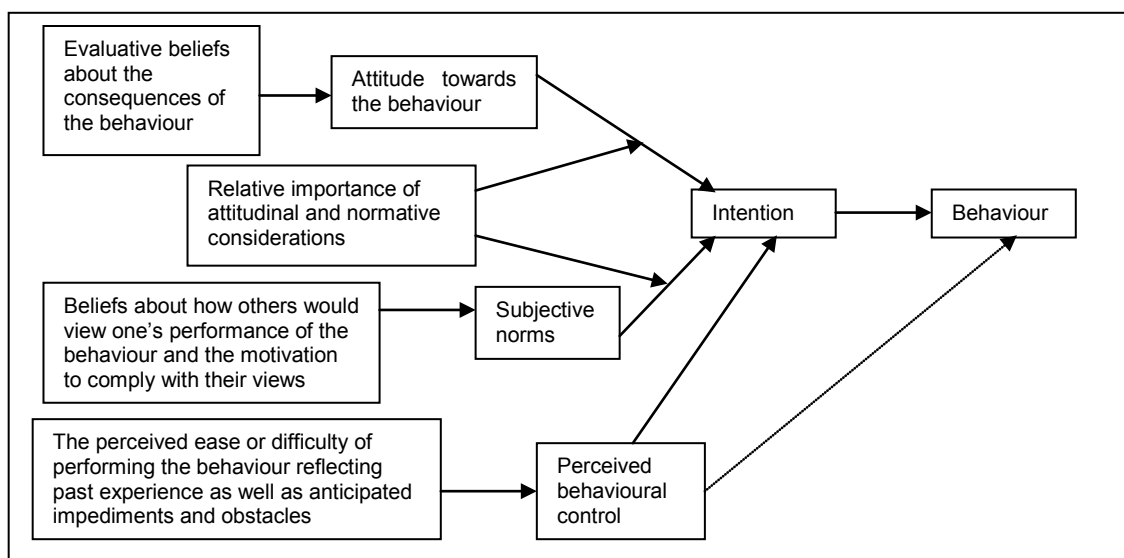 Evaluative beliefs
about the
consequences of
the behaviour
Attitude towards
the behaviour
Relative importance of
attitudinal and normative
considerations
Intention
Behaviour
Beliefs about how others would
view one’s performance of the
behaviour and the motivation
to comply with their views
Subjective
norms
The perceived ease or difficulty of
performing the behaviour reflecting
past experience as well as anticipated
impediments and obstacles
Perceived
behavioural
control